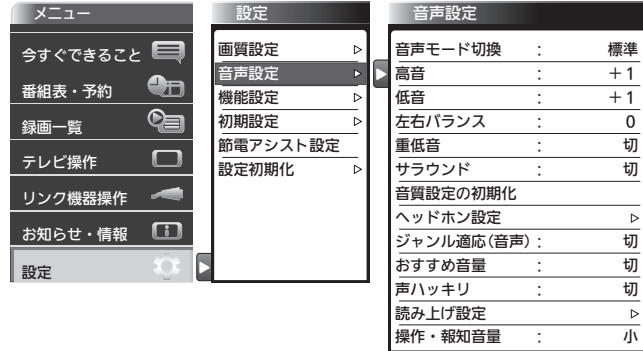 メニュー
今すぐできること
番組表・予約
録画一覧
テレビ操作
リンク機器操作
お知らせ・情報
設定
設定
画質設定
音声設定
機能設定
初期設定
節電アシスト設定
設定初期化
音声設定
音声モード切換 : 標準
高音 : +1
低音 : +1
左右バランス : 0
重低音 : 切
サラウンド : 切
音質設定の初期化
ヘッドホン設定
ジャンル適応(音声) : 切
おすすめ音量 : 切
声ハッキリ : 切
読み上げ設定
操作・報知音量 : 小